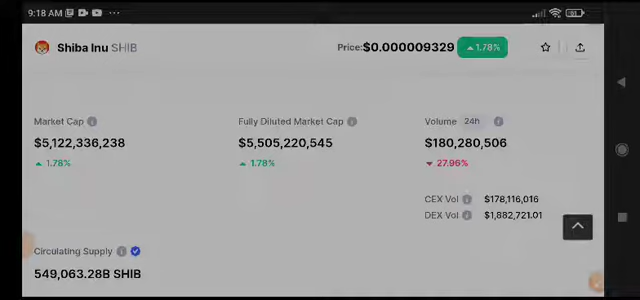 9:18 AM
Shiba Inu SHIB
Price:$0.000009329 1.78%
Market Cap
Fully Diluted Market Cap
Volume 24h
$5,122,336,238
$5,505,220,545
$180,280,506
1.78%
1.78%
27.96%
CEX Vol $178,116,016
DEX Vol $1,882,721.01
Circulating Supply
549,063.28B SHIB